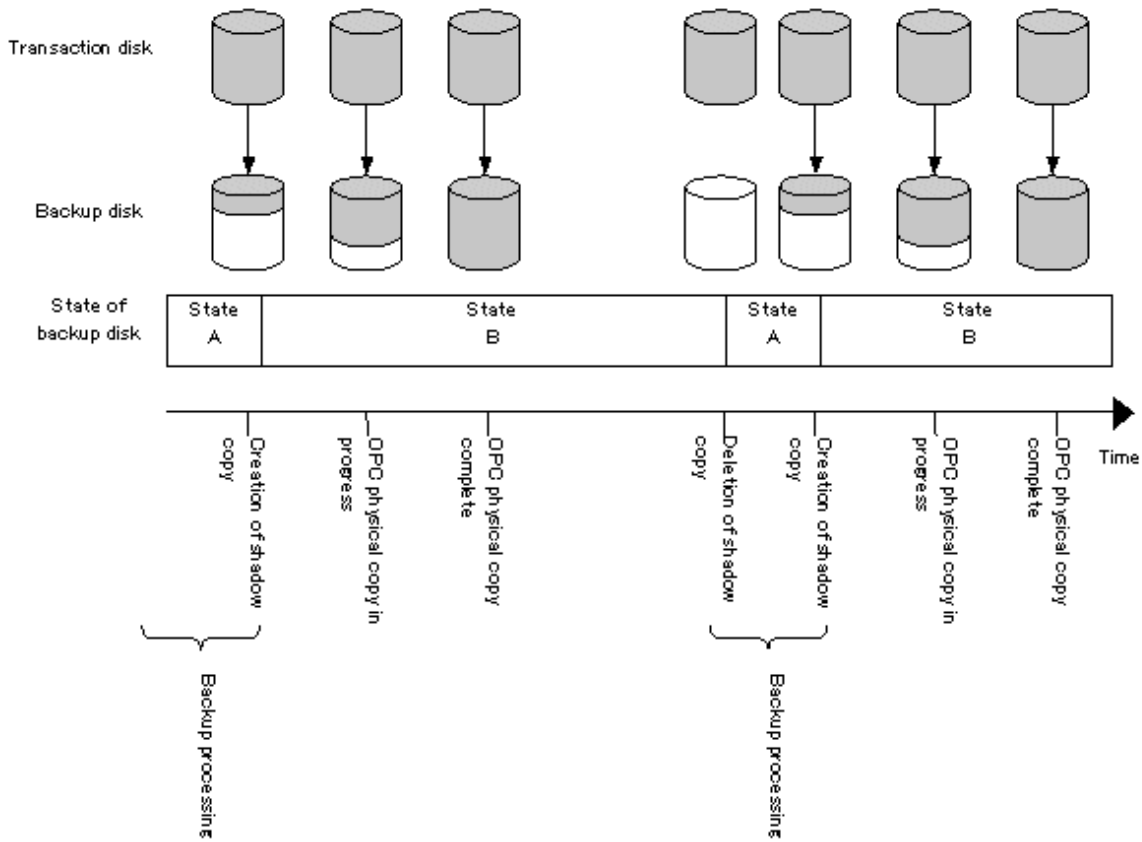 Transaction disk
Backup disk
State of
backup disk
State
A
State
B
State
A
State
B
Time
Creation of shadow
copy
OPC physical copy in
progress
OPC physical copy
complete
Deletion of shadow
copy
Creation of shadow
copy
OPC physical copy in
progress
OPC physical copy
complete
Backup processing
Backup processing